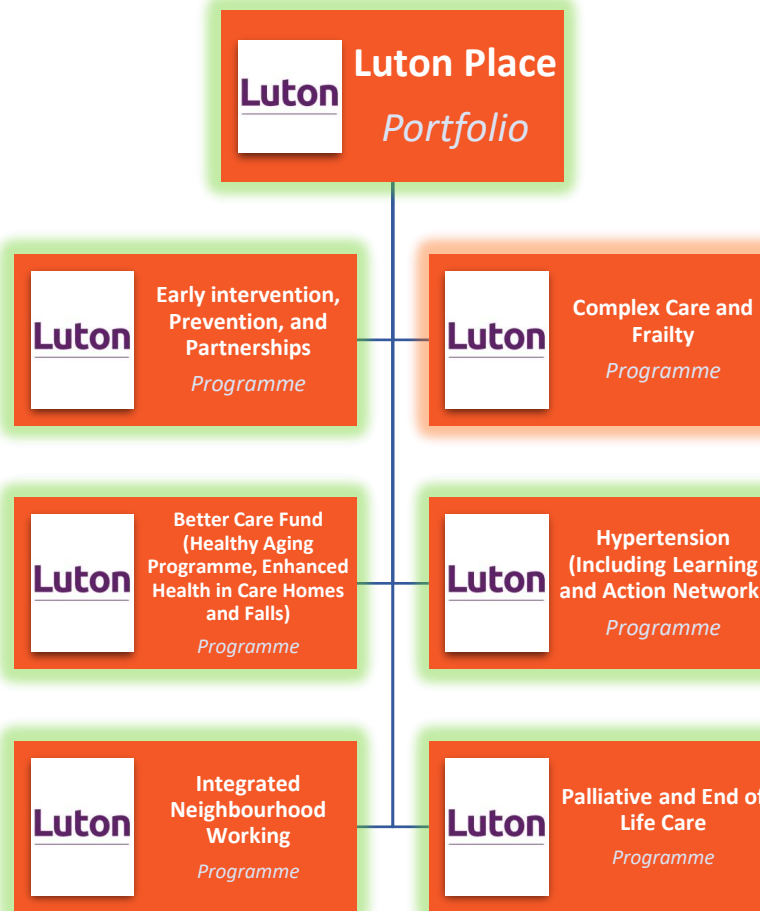 Luton
Luton Place
Portfolio
Luton
Early intervention,
Prevention, and
Partnerships
Programme
Luton
Complex Care and
Frailty
Programme
Luton
Better Care Fund
(Healthy Aging
Programme, Enhanced
Health in Care Homes
and Falls)
Programme
Luton
Hypertension
(Including Learning
and Action Network
Programme
Luton
Integrated
Neighbourhood
Working
Programme
Luton
Palliative and End of
Life Care
Programme